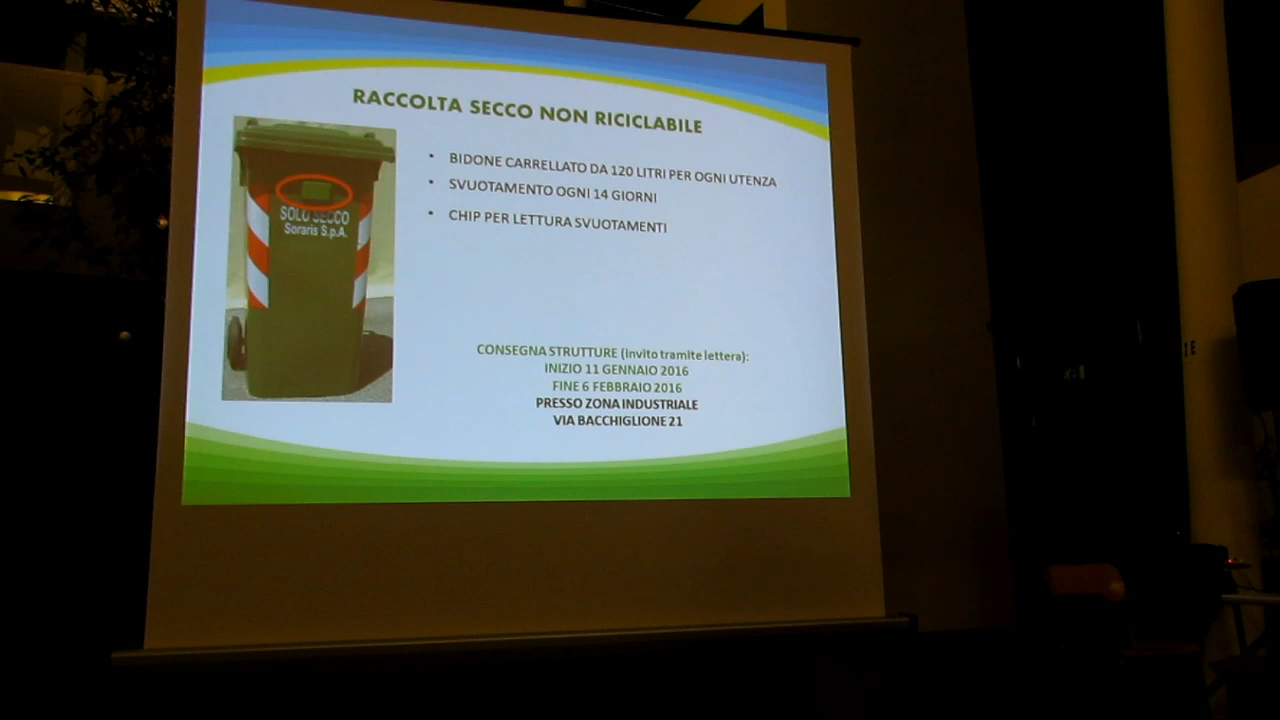 RACCOLTA SECCO NON RICICLABILE
• BIDONE CARRELLATO DA 120 LITRI PER OGNI UTENZA
• SVUOTAMENTO OGNI 14 GIORNI
• CHIP PER LETTURA SVUOTAMENTI
SOLO SECCO
Soraris S.p.A.
CONSEGNA STRUTTURE (invito tramite lettera):
INIZIO 11 GENNAIO 2016
FINE 6 FEBBRAIO 2016
PRESSO ZONA INDUSTRIALE
VIA BACCHIGLIONE 21